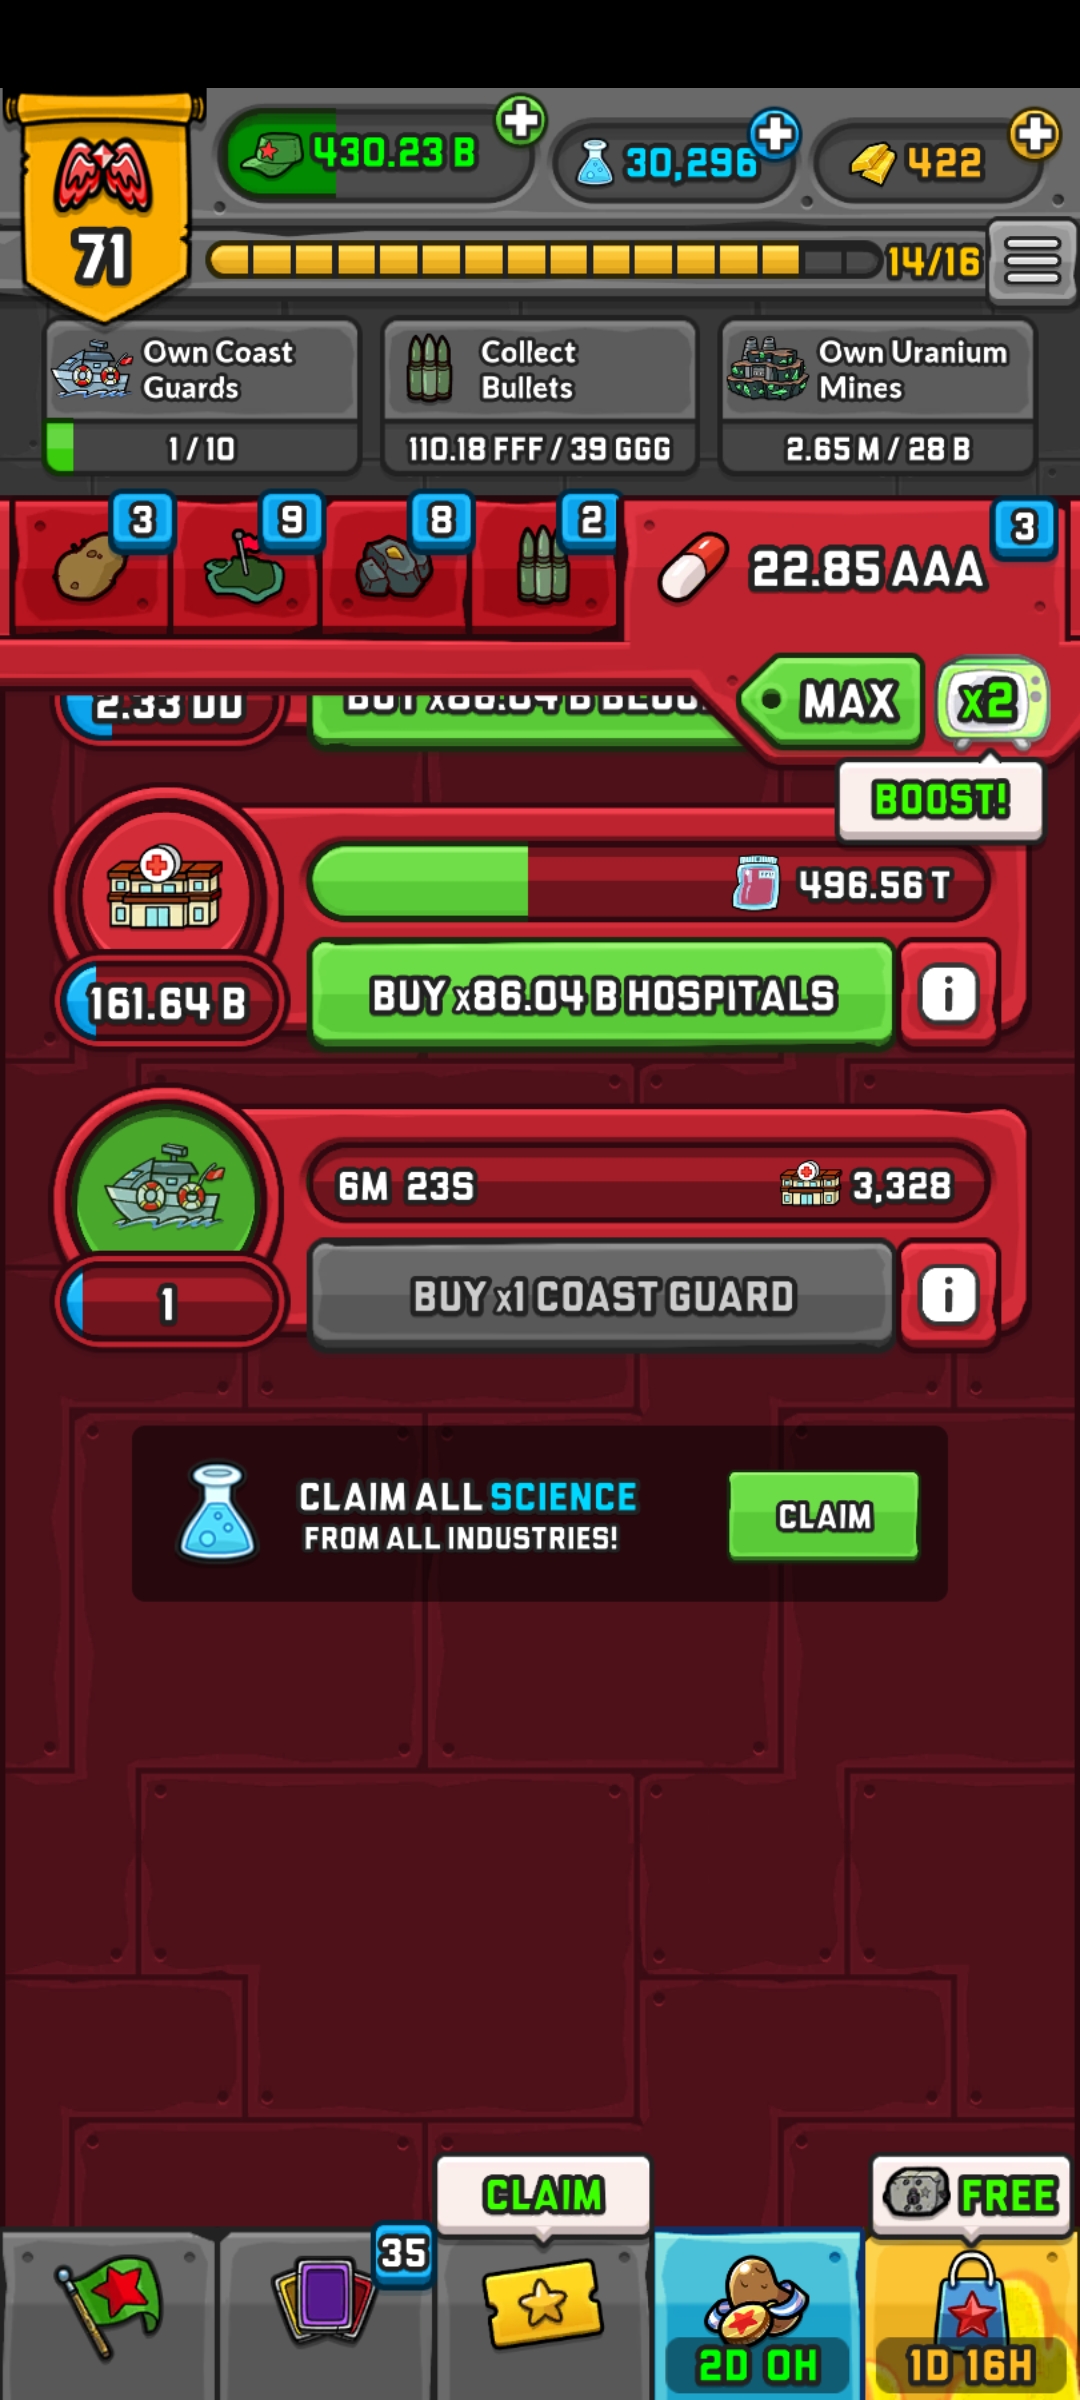 430.23 B
30,296
422
71
14/16
Own Coast Guards
1 / 10
Collect Bullets
110.18 FFF / 39 GGG
Own Uranium Mines
2.65 M / 28 B
3
9
8
2
3
22.85 AAA
MAX
x2
BOOST!
2.33 DD
496.56 T
161.64 B
BUY x86.04 B HOSPITALS
6M 23S
3,328
1
BUY x1 COAST GUARD
CLAIM ALL SCIENCE
FROM ALL INDUSTRIES!
CLAIM
CLAIM
FREE
35
2D 0H
1D 16H